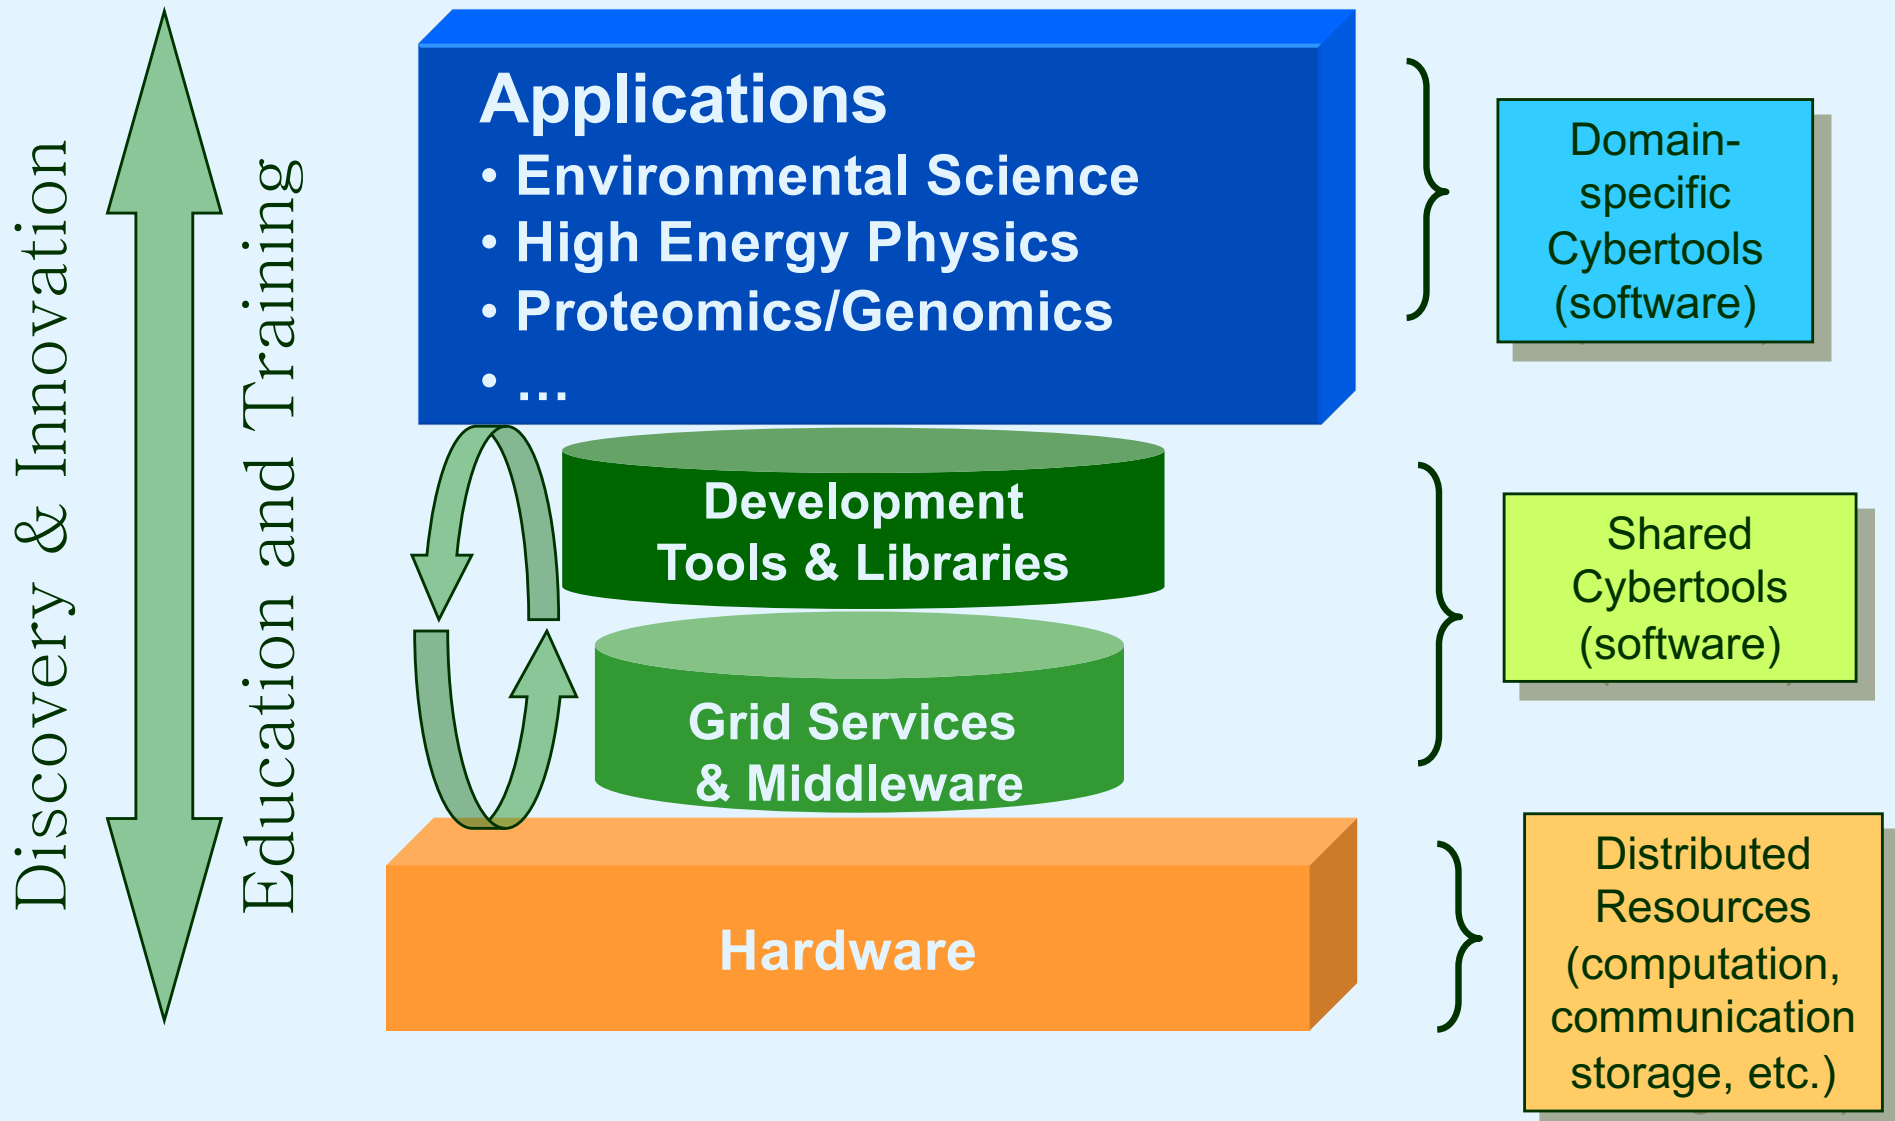 Discovery & Innovation
Education and Training
Applications
• Environmental Science
• High Energy Physics
• Proteomics/Genomics
• …
Domain-
specific
Cybertools
(software)
Development
Tools & Libraries
Shared
Cybertools
(software)
Grid Services
& Middleware
Hardware
Distributed
Resources
(computation,
communication
storage, etc.)